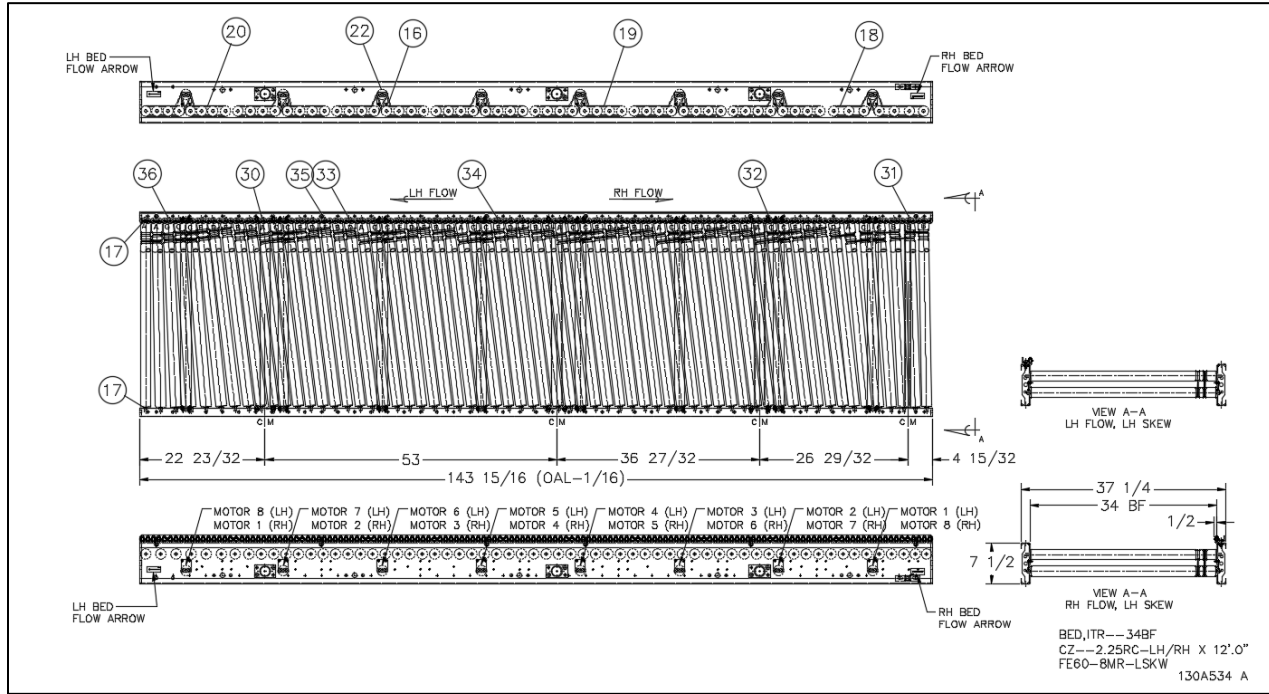 20
22
16
19
18
LH BED
FLOW ARROW
RH BED
FLOW ARROW
36
30
35
33
34
32
31
LH FLOW
RH FLOW
A
17
17
C M
C M
C M
C M
A
22 23/32
53
36 27/32
26 29/32
4 15/32
143 15/16 (OAL-1/16)
VIEW A-A
LH FLOW, LH SKEW
MOTOR 8 (LH)
MOTOR 1 (RH)
MOTOR 7 (LH)
MOTOR 2 (RH)
MOTOR 6 (LH)
MOTOR 3 (RH)
MOTOR 5 (LH)
MOTOR 4 (RH)
MOTOR 4 (LH)
MOTOR 5 (RH)
MOTOR 3 (LH)
MOTOR 6 (RH)
MOTOR 2 (LH)
MOTOR 7 (RH)
MOTOR 1 (LH)
MOTOR 8 (RH)
37 1/4
34 BF
1/2
7 1/2
LH BED
FLOW ARROW
RH BED
FLOW ARROW
VIEW A-A
RH FLOW, LH SKEW
BED,ITR--34BF
CZ--2.25RC-LH/RH X 12'.0"
FE60-8MR-LSKW
130A534 A